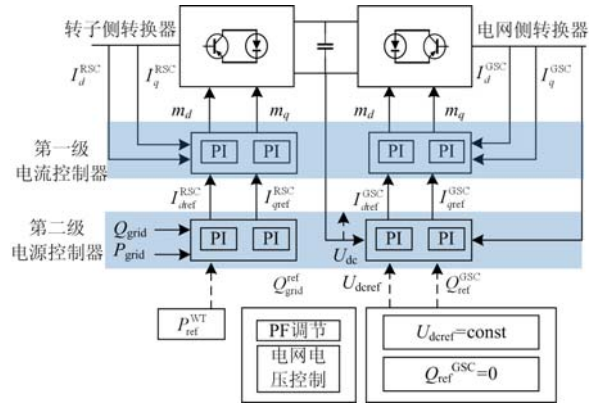 转子侧转换器
电网侧转换器
I_d^RSC I_q^RSC
I_d^GSC I_q^GSC
m_d m_q m_d m_q
第一级
电流控制器
PI PI PI PI
I_dref^RSC I_qref^RSC I_dref^GSC I_qref^GSC
第二级
电源控制器
Q_grid
P_grid
PI PI PI PI
U_dc
Q_grid^ref U_dcref Q_ref^GSC
P_ref^WT
PF调节
电网电
压控制
U_dcref=const
Q_ref^GSC=0